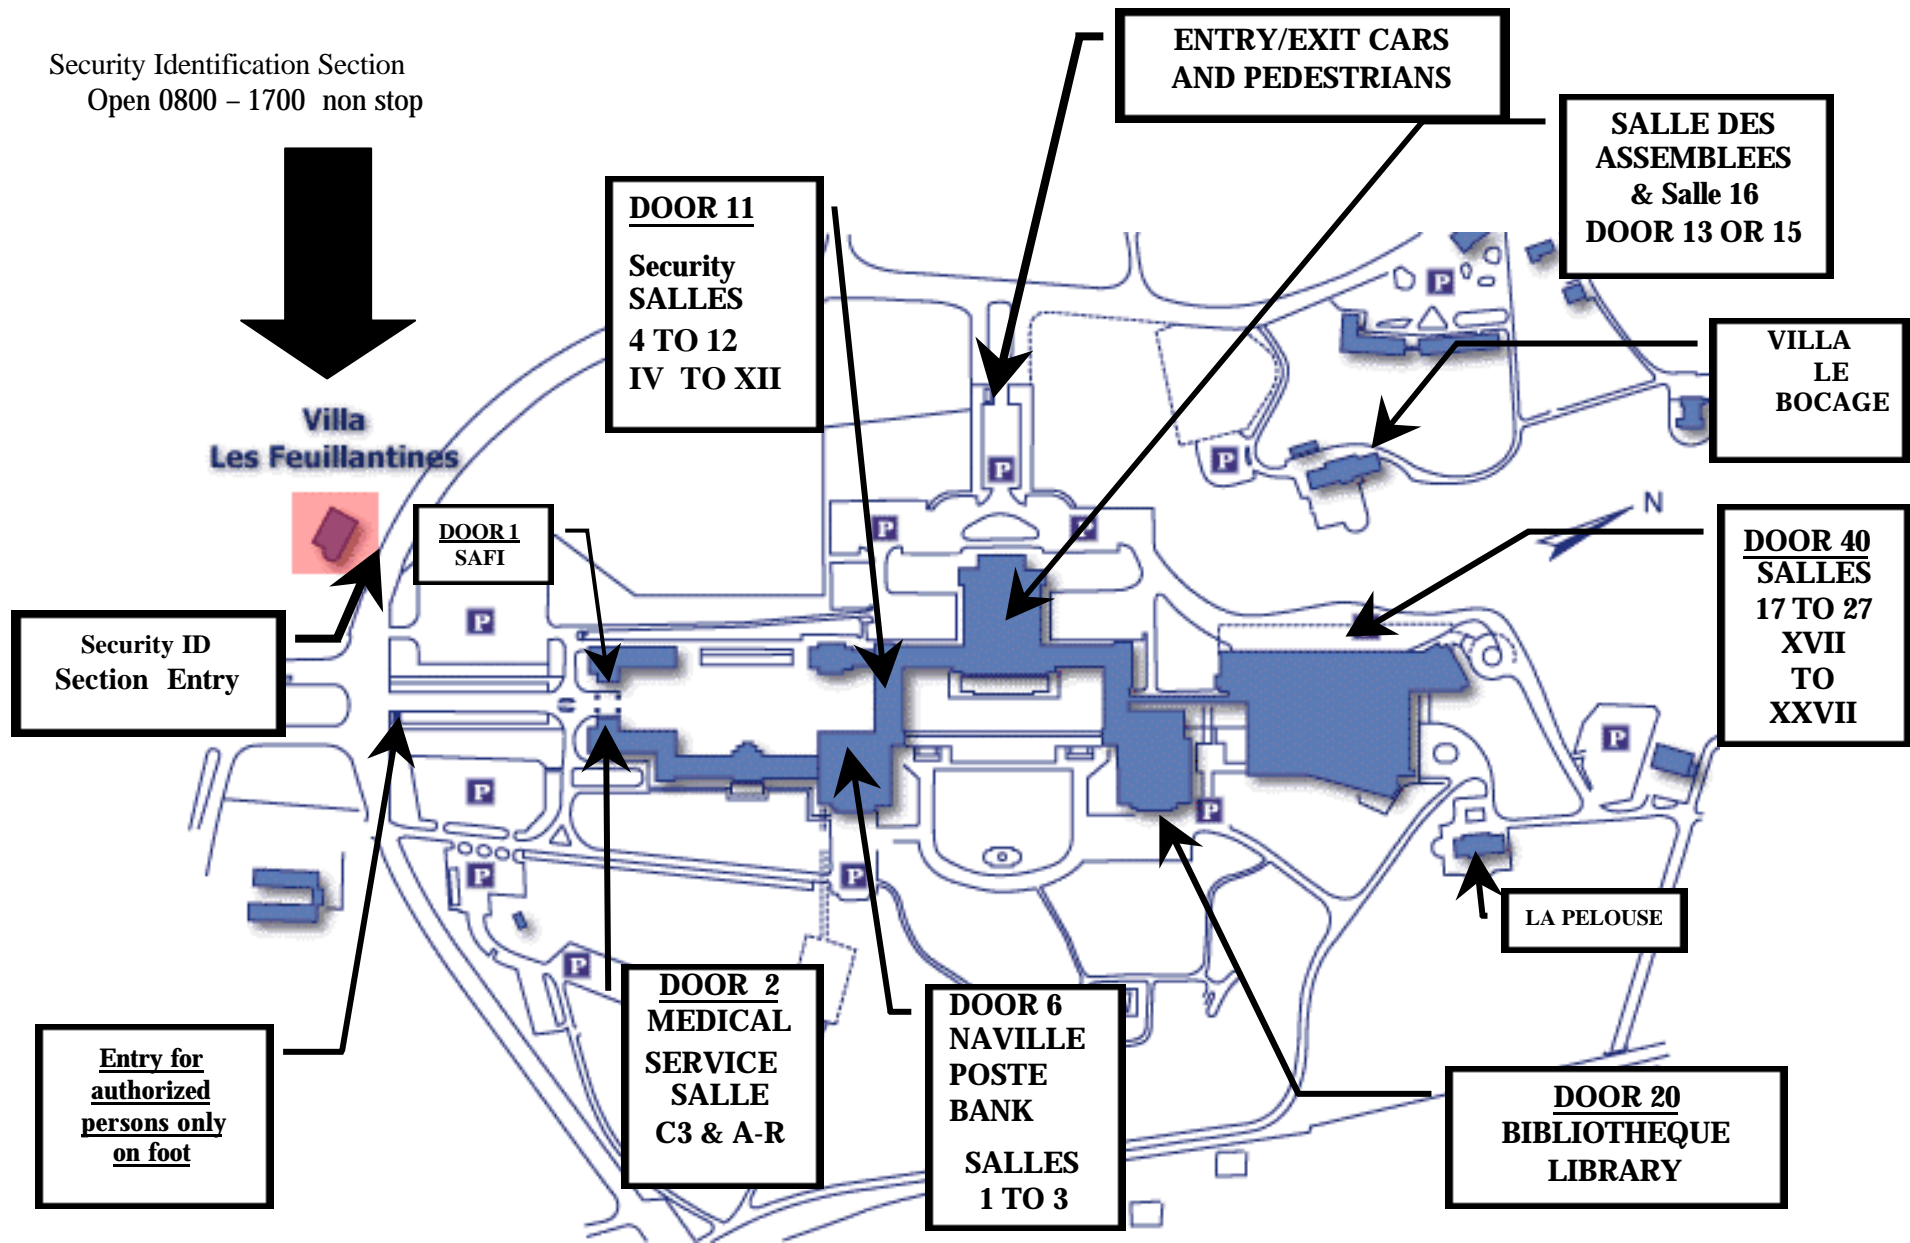 Security Identification Section
Open 0800 – 1700 non stop
ENTRY/EXIT CARS
AND PEDESTRIANS
SALLE DES
ASSEMBLEES
& Salle 16
DOOR 13 OR 15
DOOR 11
Security
SALLES
4 TO 12
IV TO XII
VILLA
LE
BOCAGE
Villa
Les Feuillantines
DOOR 1
SAFI
N
DOOR 40
SALLES
17 TO 27
XVII
TO
XXVII
Security ID
Section Entry
P
P
P
P
P
P
P
P
P
P
P
P
LA PELOUSE
Entry for
authorized
persons only
on foot
DOOR 2
MEDICAL
SERVICE
SALLE
C3 & A-R
DOOR 6
NAVILLE
POSTE
BANK
SALLES
1 TO 3
DOOR 20
BIBLIOTHEQUE
LIBRARY